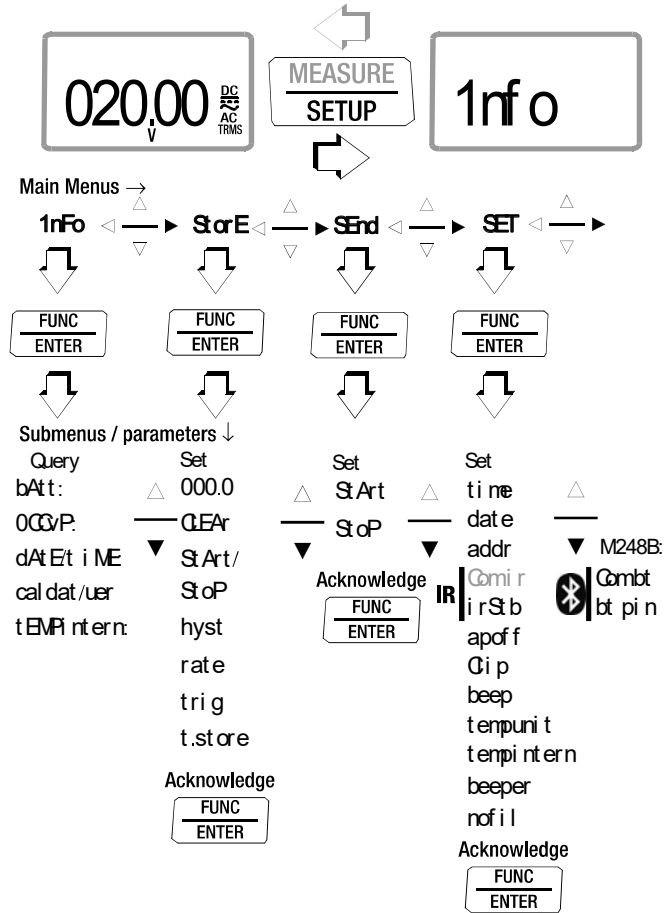 020.00 V DC AC TRMS
MEASURE
SETUP
1nfo
Main Menus →
1nFo StorE SEnd SET
FUNC FUNC FUNC FUNC
ENTER ENTER ENTER ENTER
Submenus / parameters ↓
Query
bAtt:
0CCvP:
dAtE/tiME
caldat/uer
tEMPintern:
Set
000.0
CLEAr
StArt/
StoP
hyst
rate
trig
t.store
Acknowledge
FUNC
ENTER
Set
StArt
StoP
Acknowledge
FUNC
ENTER
Set
time
date
addr
Comir
IR irStb
apoff
Clip
beep
tempunit
tempintern
beeper
nofil
Acknowledge
FUNC
ENTER
M248B:
Combt
bt pin